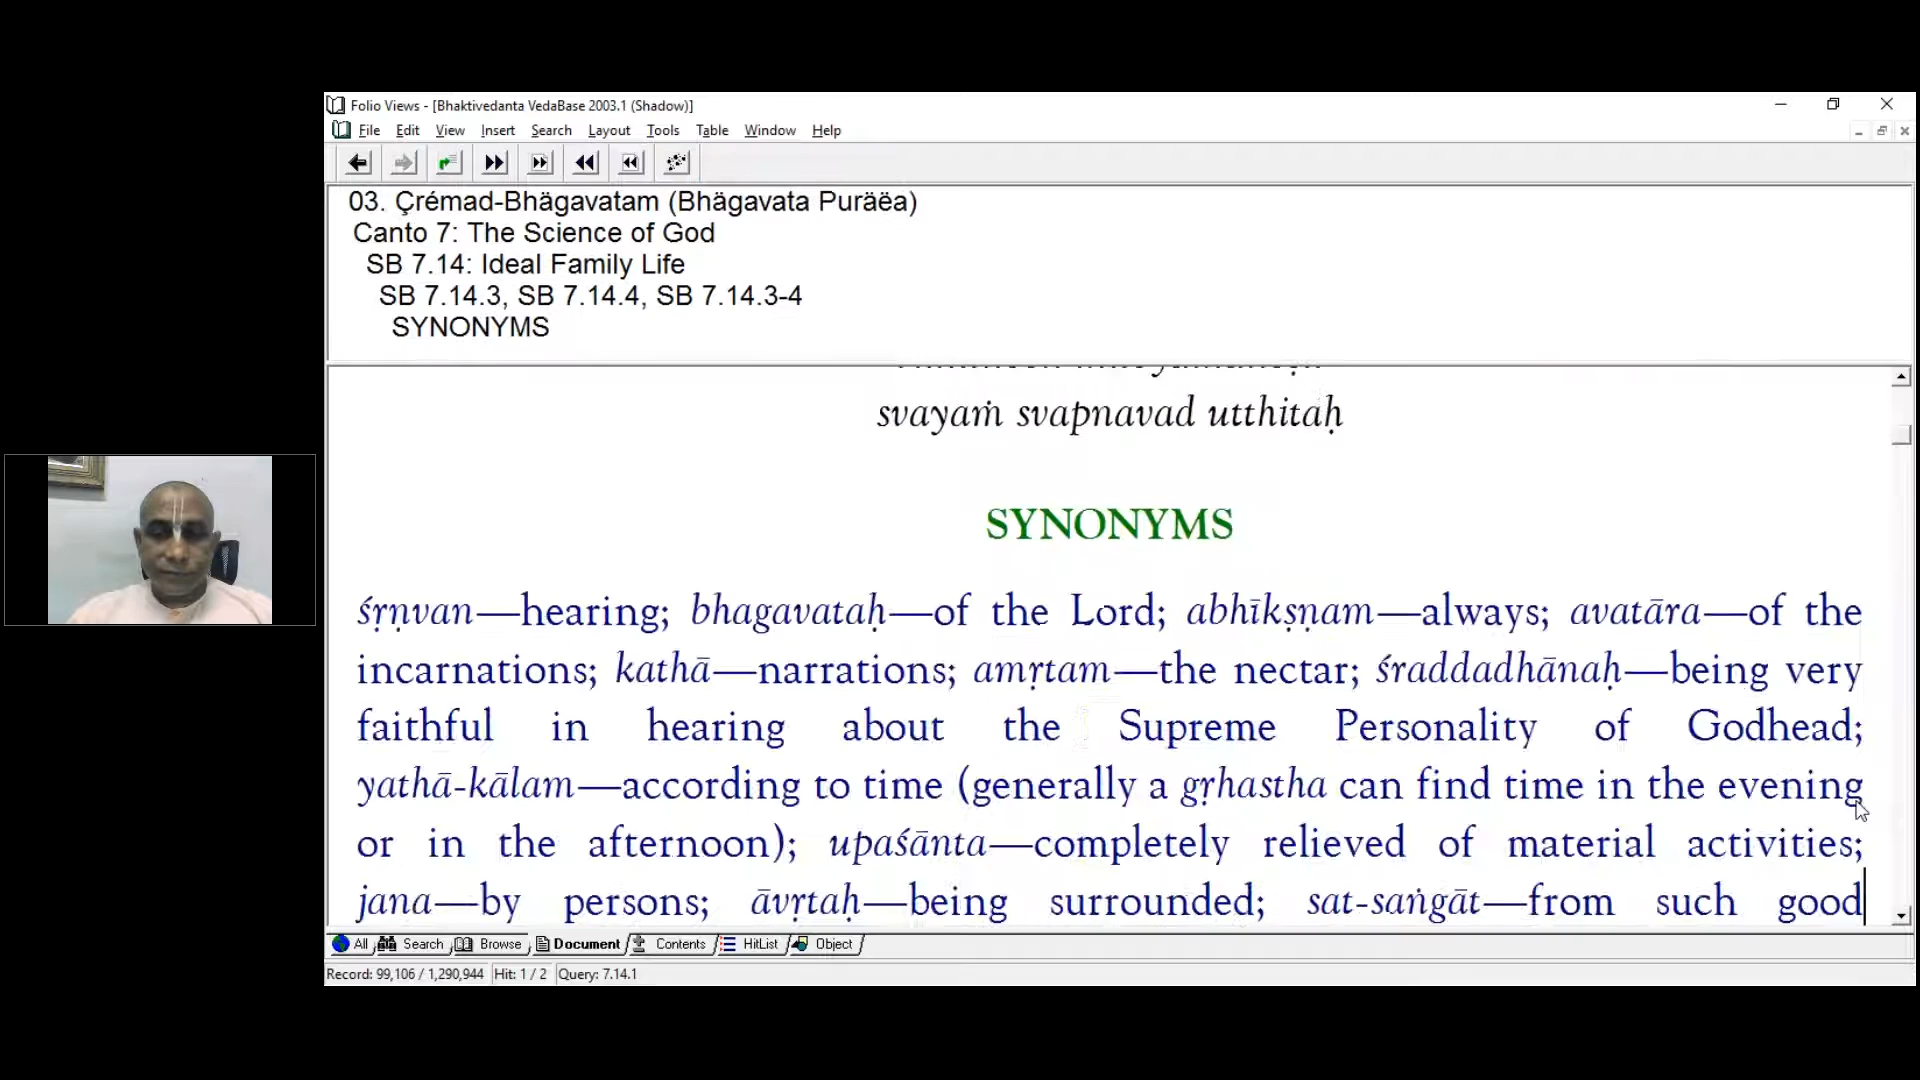 Folio Views - [Bhaktivedanta VedaBase 2003.1 (Shadow)]
File Edit View Insert Search Layout Tools Table Window Help
03. Çrémad-Bhägavatam (Bhägavata Puräëa)
Canto 7: The Science of God
SB 7.14: Ideal Family Life
SB 7.14.3, SB 7.14.4, SB 7.14.3-4
SYNONYMS
svayaṁ svapnavad utthitaḥ
SYNONYMS
śṛṇvan—hearing; bhagavataḥ—of the Lord; abhīkṣṇam—always; avatāra—of the
incarnations; kathā—narrations; amṛtam—the nectar; śraddadhānaḥ—being very
faithful in hearing about the Supreme Personality of Godhead;
yathā-kālam—according to time (generally a gṛhastha can find time in the evening
or in the afternoon); upaśānta—completely relieved of material activities;
jana—by persons; āvṛtaḥ—being surrounded; sat-saṅgāt—from such good
All Search Browse Document Contents HitList Object
Record: 99,106 / 1,290,944 Hit: 1 / 2 Query: 7.14.1